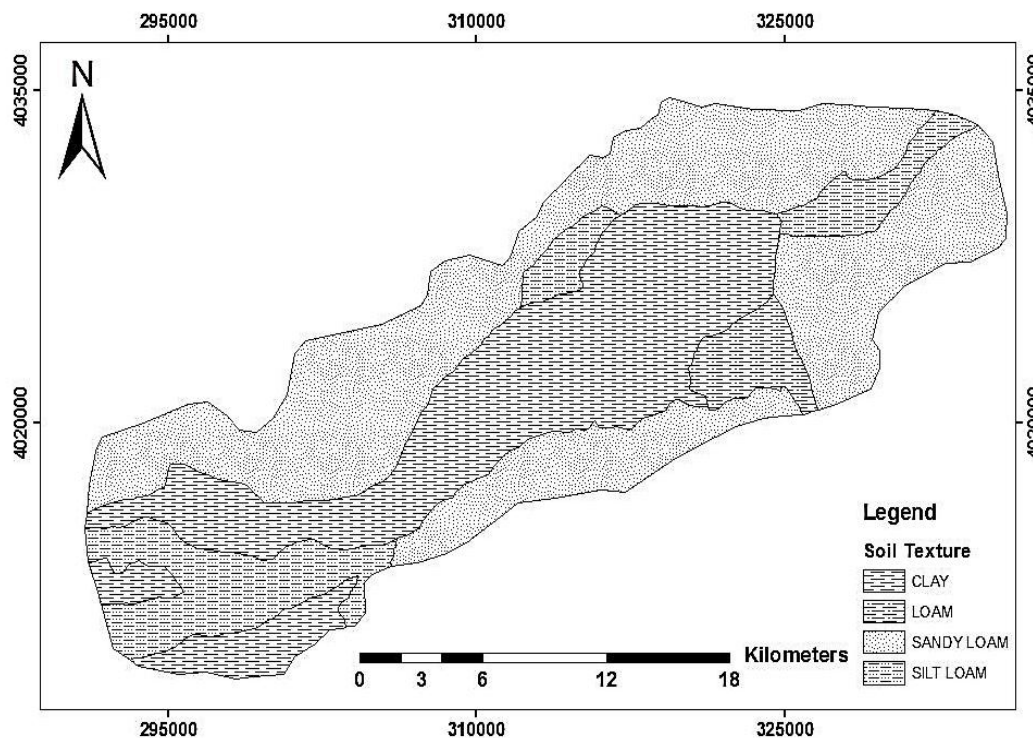 295000 310000 325000
N
4035000 4035000
4020000 4020000
Legend
Soil Texture
CLAY
LOAM
SANDY LOAM
SILT LOAM
Kilometers
0 3 6 12 18
295000 310000 325000